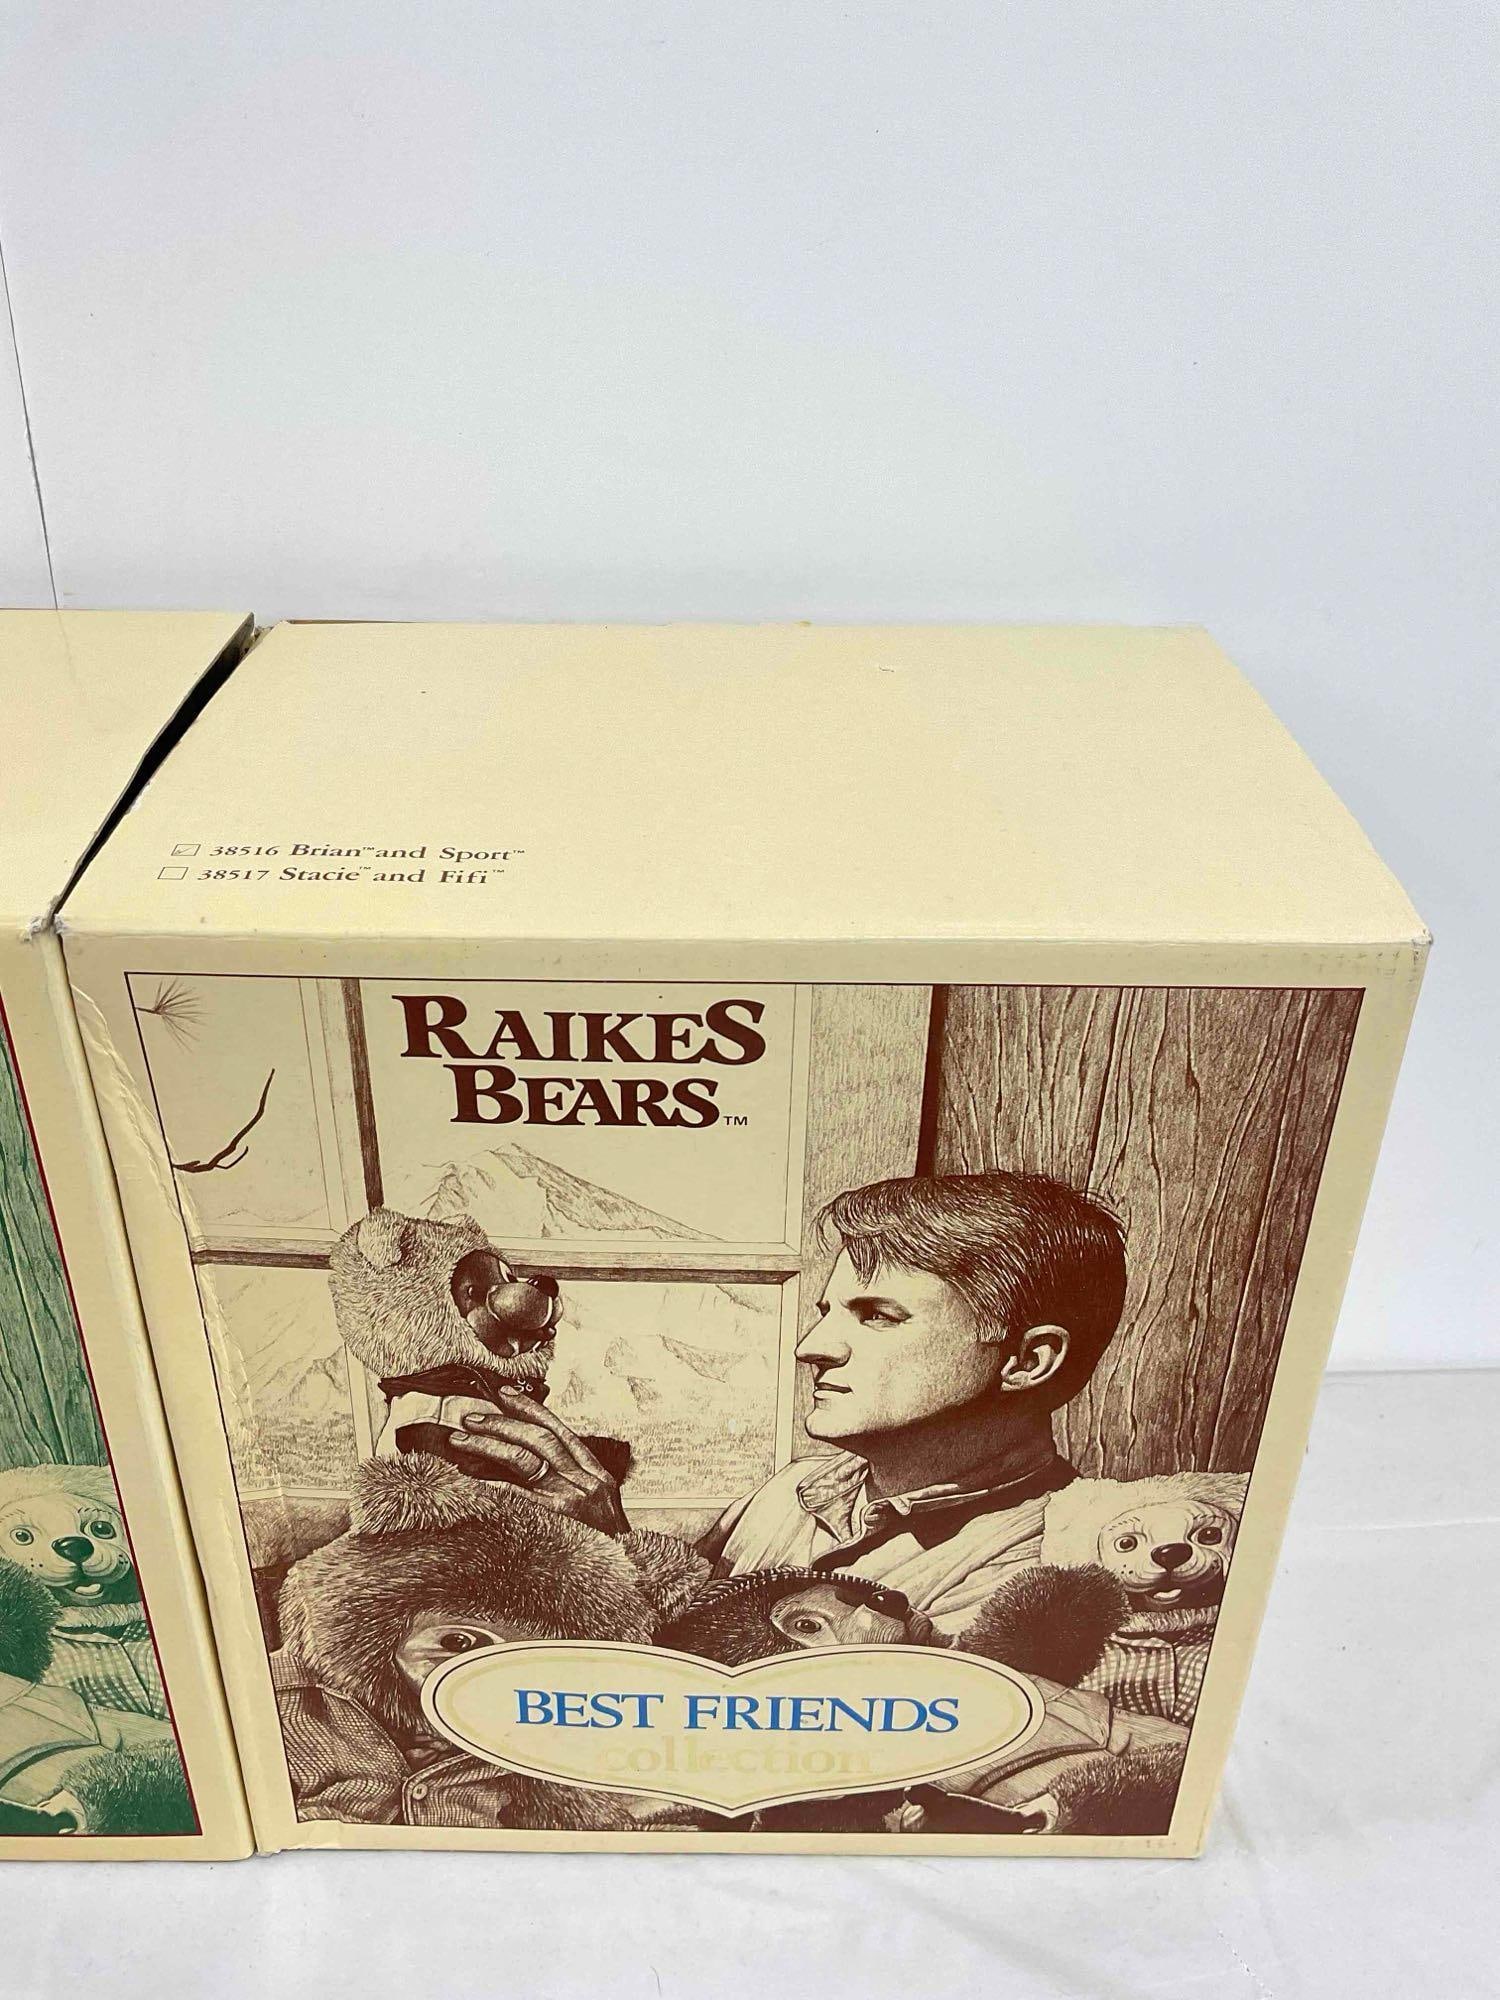 38516 Brian™ and Sport™
38517 Stacie™ and Fifi™
RAIKES
BEARS™
BEST FRIENDS
collection